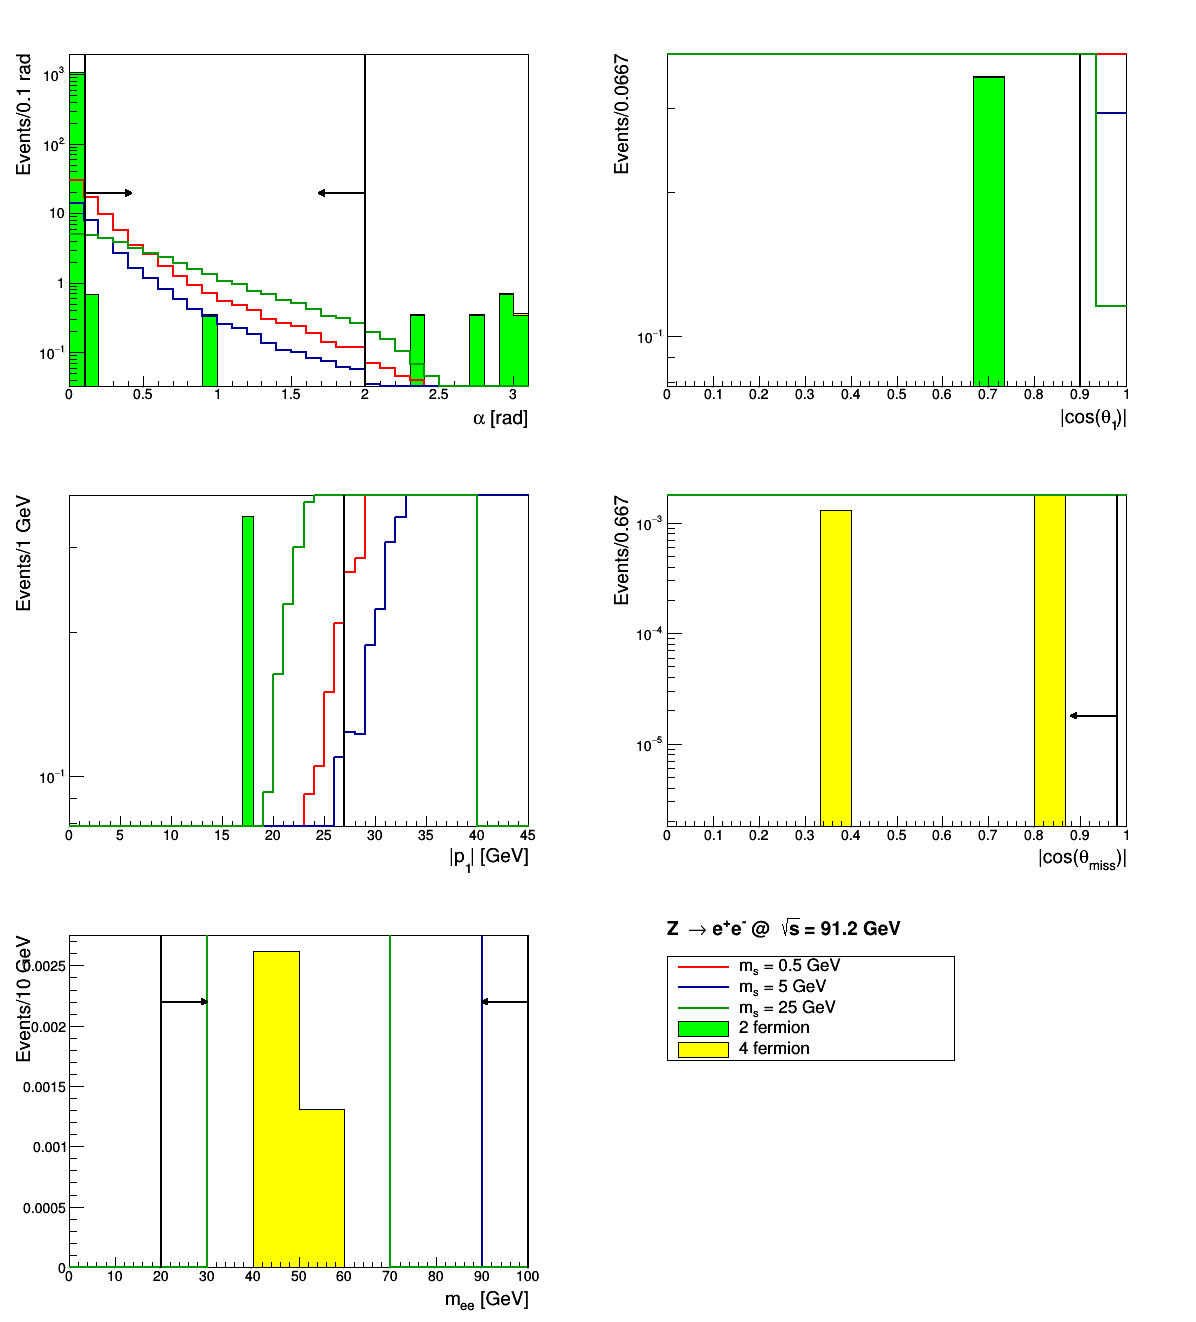 Events/0.1 rad
10³
10²
10
1
10⁻¹
0 0.5 1 1.5 2 2.5 3
α [rad]
Events/0.0667
10⁻¹
0 0.1 0.2 0.3 0.4 0.5 0.6 0.7 0.8 0.9 1
|cos(θ₁)|
Events/1 GeV
10⁻¹
0 5 10 15 20 25 30 35 40 45
|p₁| [GeV]
Events/0.667
10⁻³
10⁻⁴
10⁻⁵
0 0.1 0.2 0.3 0.4 0.5 0.6 0.7 0.8 0.9 1
|cos(θmiss)|
Events/10 GeV
0.0025
0.002
0.0015
0.001
0.0005
0
0 10 20 30 40 50 60 70 80 90 100
mee [GeV]
Z → e⁺e⁻ @ √s = 91.2 GeV
ms = 0.5 GeV
ms = 5 GeV
ms = 25 GeV
2 fermion
4 fermion